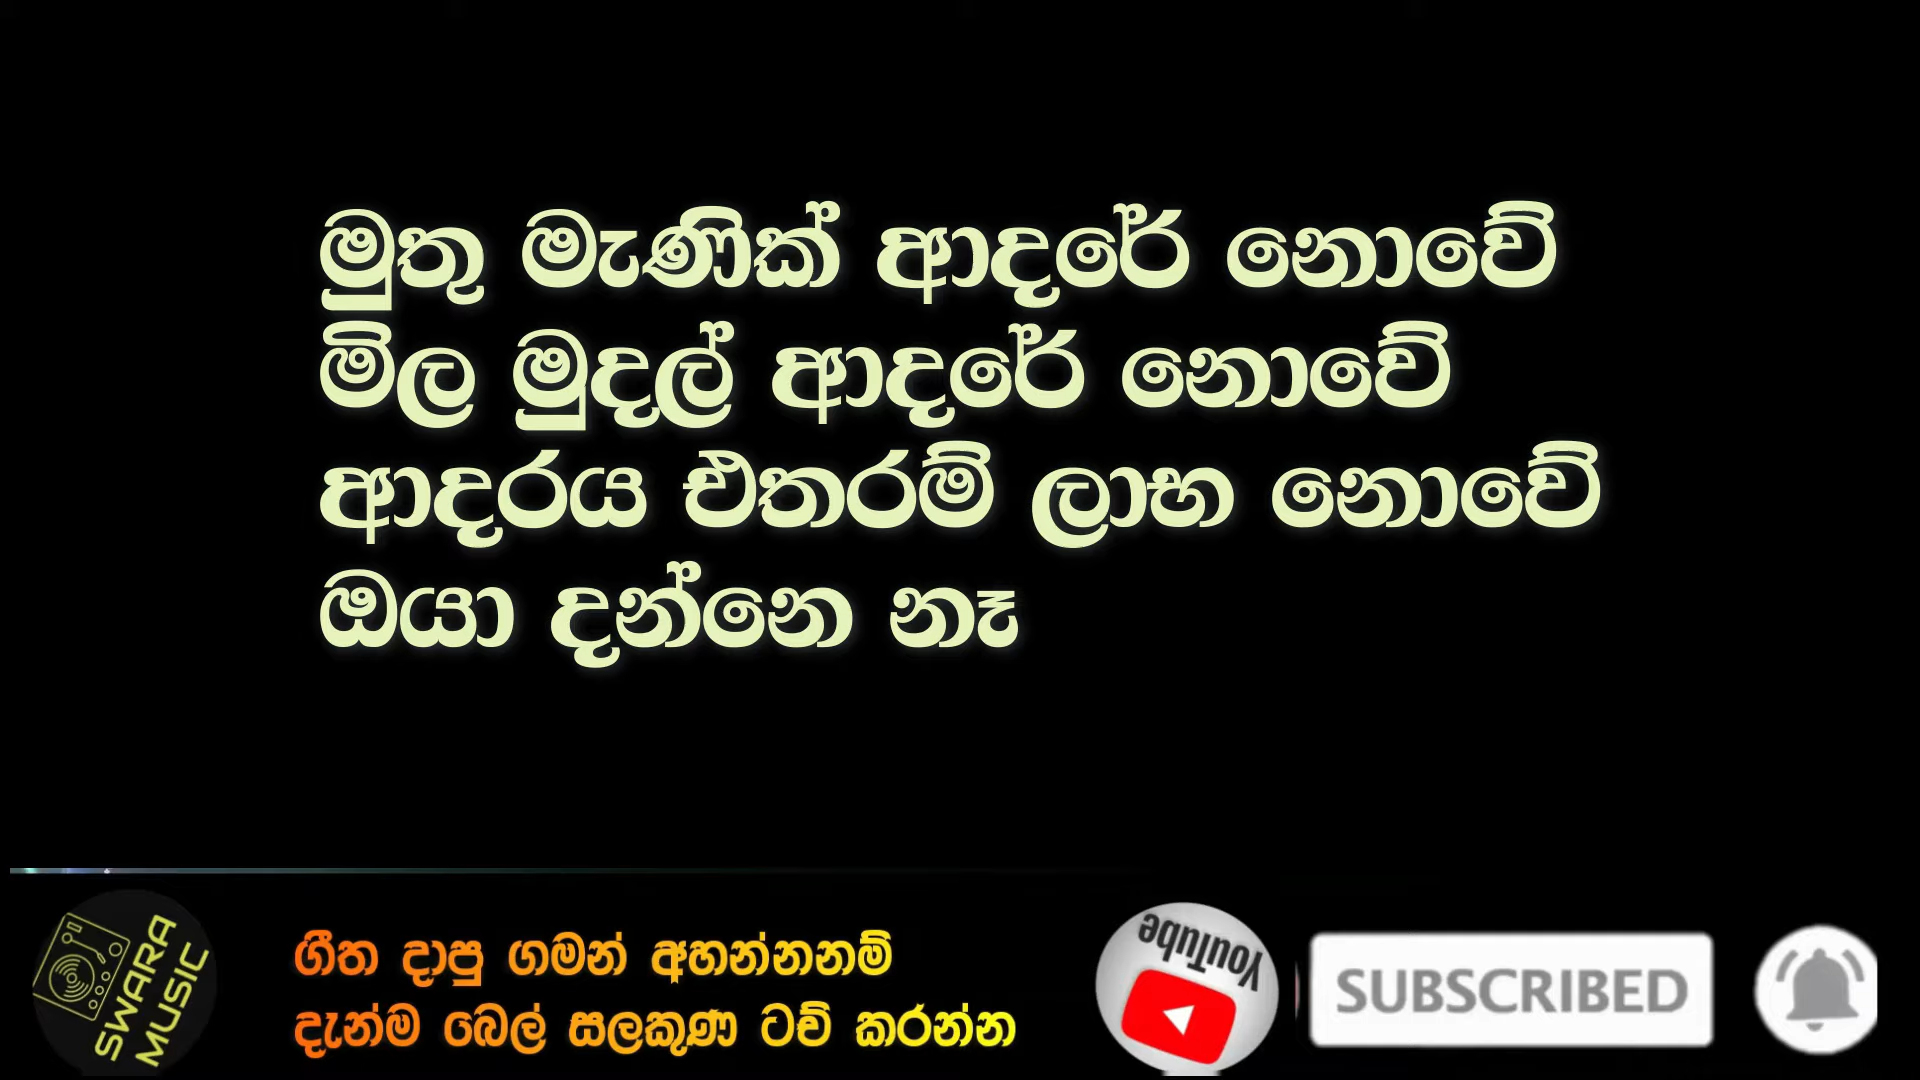 මුතු මැණික් ආදරේ නොවේ
මිල මුදල් ආදරේ නොවේ
ආදරය එතරම් ලාභ නොවේ
ඔයා දන්නෙ නෑ
ගීත දාපු ගමන් අහන්නනම්
දැන්ම බෙල් සලකුණ ටච් කරන්න
SWARA
MUSIC
YouTube
SUBSCRIBED